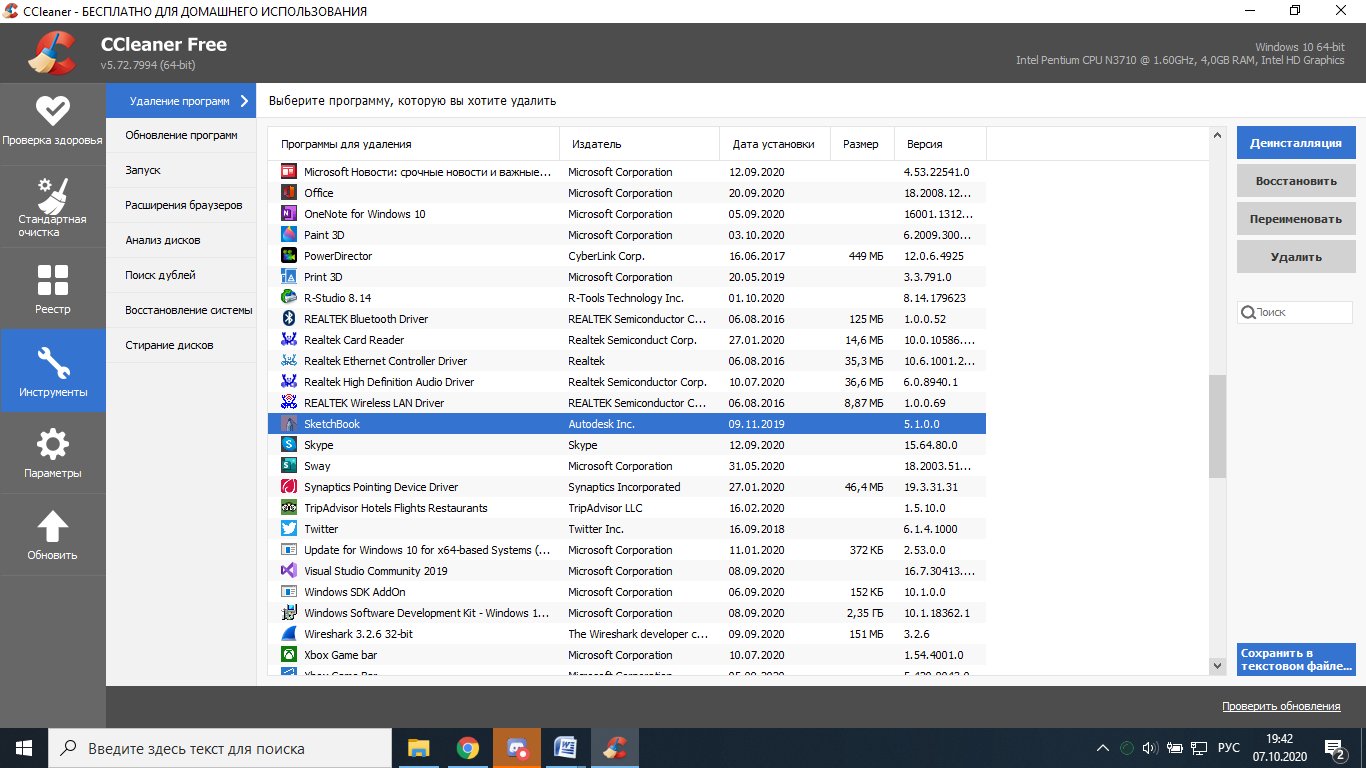 CCleaner - БЕСПЛАТНО ДЛЯ ДОМАШНЕГО ИСПОЛЬЗОВАНИЯ
CCleaner Free
v5.72.7994 (64-bit)
Windows 10 64-bit
Intel Pentium CPU N3710 @ 1.60GHz, 4,0GB RAM, Intel HD Graphics
Проверка здоровья
Стандартная
очистка
Реестр
Инструменты
Параметры
Обновить
Удаление программ
Обновление программ
Запуск
Расширения браузеров
Анализ дисков
Поиск дублей
Восстановление системы
Стирание дисков
Выберите программу, которую вы хотите удалить
Программы для удаления Издатель Дата установки Размер Версия
Microsoft Новости: срочные новости и важные... Microsoft Corporation 12.09.2020 4.53.22541.0
Office Microsoft Corporation 20.09.2020 18.2008.12...
OneNote for Windows 10 Microsoft Corporation 05.09.2020 16001.1312...
Paint 3D Microsoft Corporation 03.10.2020 6.2009.300...
PowerDirector CyberLink Corp. 16.06.2017 449 МБ 12.0.6.4925
Print 3D Microsoft Corporation 20.05.2019 3.3.791.0
R-Studio 8.14 R-Tools Technology Inc. 01.10.2020 8.14.179623
REALTEK Bluetooth Driver REALTEK Semiconductor C... 06.08.2016 125 МБ 1.0.0.52
Realtek Card Reader Realtek Semiconduct Corp. 27.01.2020 14,6 МБ 10.0.10586....
Realtek Ethernet Controller Driver Realtek 06.08.2016 35,3 МБ 10.6.1001.2...
Realtek High Definition Audio Driver Realtek Semiconductor Corp. 10.07.2020 36,6 МБ 6.0.8940.1
REALTEK Wireless LAN Driver REALTEK Semiconductor C... 06.08.2016 8,87 МБ 1.0.0.69
SketchBook Autodesk Inc. 09.11.2019 5.1.0.0
Skype Skype 12.09.2020 15.64.80.0
Sway Microsoft Corporation 31.05.2020 18.2003.51...
Synaptics Pointing Device Driver Synaptics Incorporated 27.01.2020 46,4 МБ 19.3.31.31
TripAdvisor Hotels Flights Restaurants TripAdvisor LLC 16.02.2020 1.5.10.0
Twitter Twitter Inc. 16.09.2018 6.1.4.1000
Update for Windows 10 for x64-based Systems (... Microsoft Corporation 11.01.2020 372 КБ 2.53.0.0
Visual Studio Community 2019 Microsoft Corporation 08.09.2020 16.7.30413....
Windows SDK AddOn Microsoft Corporation 06.09.2020 152 КБ 10.1.0.0
Windows Software Development Kit - Windows 1... Microsoft Corporation 08.09.2020 2,35 ГБ 10.1.18362.1
Wireshark 3.2.6 32-bit The Wireshark developer c... 09.09.2020 151 МБ 3.2.6
Xbox Game bar Microsoft Corporation 10.07.2020 1.54.4001.0
Деинсталляция
Восстановить
Переименовать
Удалить
Поиск
Сохранить в
текстовом файле...
Проверить обновления
Введите здесь текст для поиска
РУС
19:42
07.10.2020
2